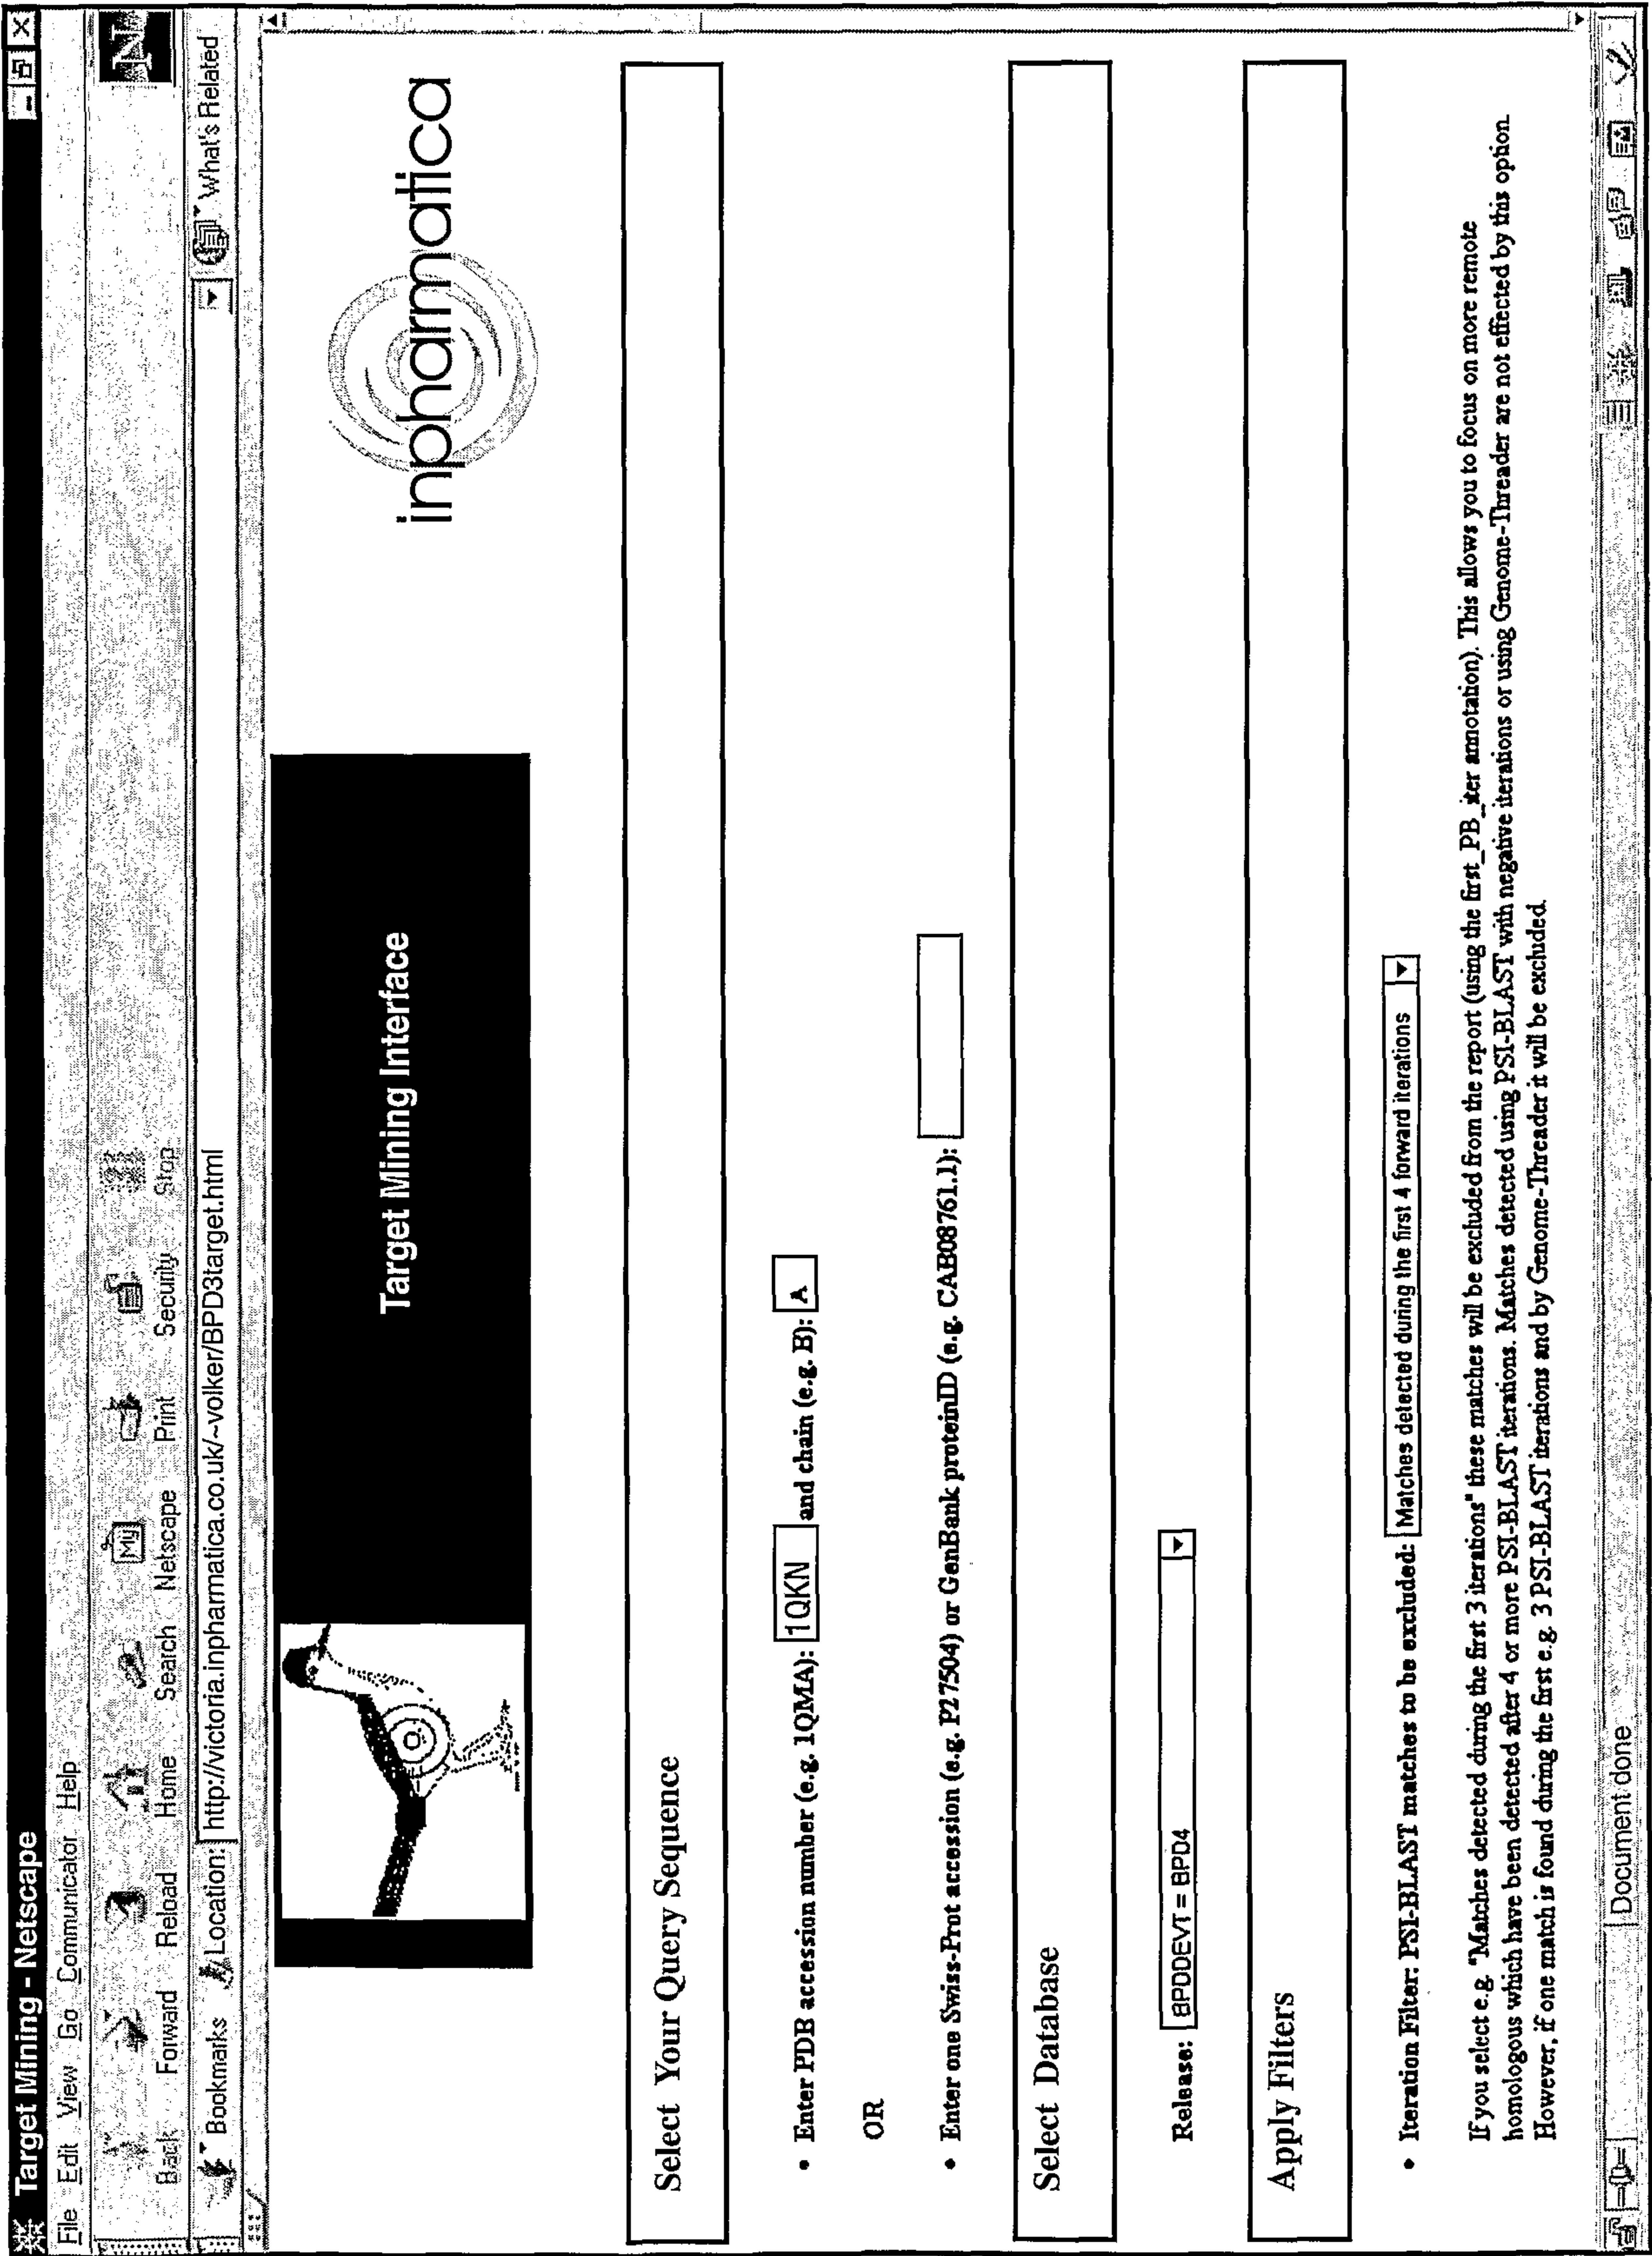 Target Mining - Netscape
File Edit View Go Communicator Help
Back Forward Reload Home Search Netscape Print Security Stop
My
N
Bookmarks Location: http://victoria.inpharmatica.co.uk/~volker/BPD3target.html What's Related
Target Mining Interface
inpharmatica
Select Your Query Sequence
• Enter PDB accession number (e.g. 1QMA): 1QKN and chain (e.g. B): A
OR
• Enter one Swiss-Prot accession (e.g. P27504) or GenBank proteinID (e.g. CAB08761.1):
Select Database
Release: BPDDEVT = BPD4
Apply Filters
• Iteration Filter: PSI-BLAST matches to be excluded: Matches detected during the first 4 forward iterations
If you select e.g. "Matches detected during the first 3 iterations" these matches will be excluded from the report (using the first_PB_iter annotation). This allows you to focus on more remote
homologous which have been detected after 4 or more PSI-BLAST iterations. Matches detected using PSI-BLAST with negative iterations or using Genome-Threader are not effected by this option.
However, if one match is found during the first e.g. 3 PSI-BLAST iterations and by Genome-Threader it will be excluded.
Document done